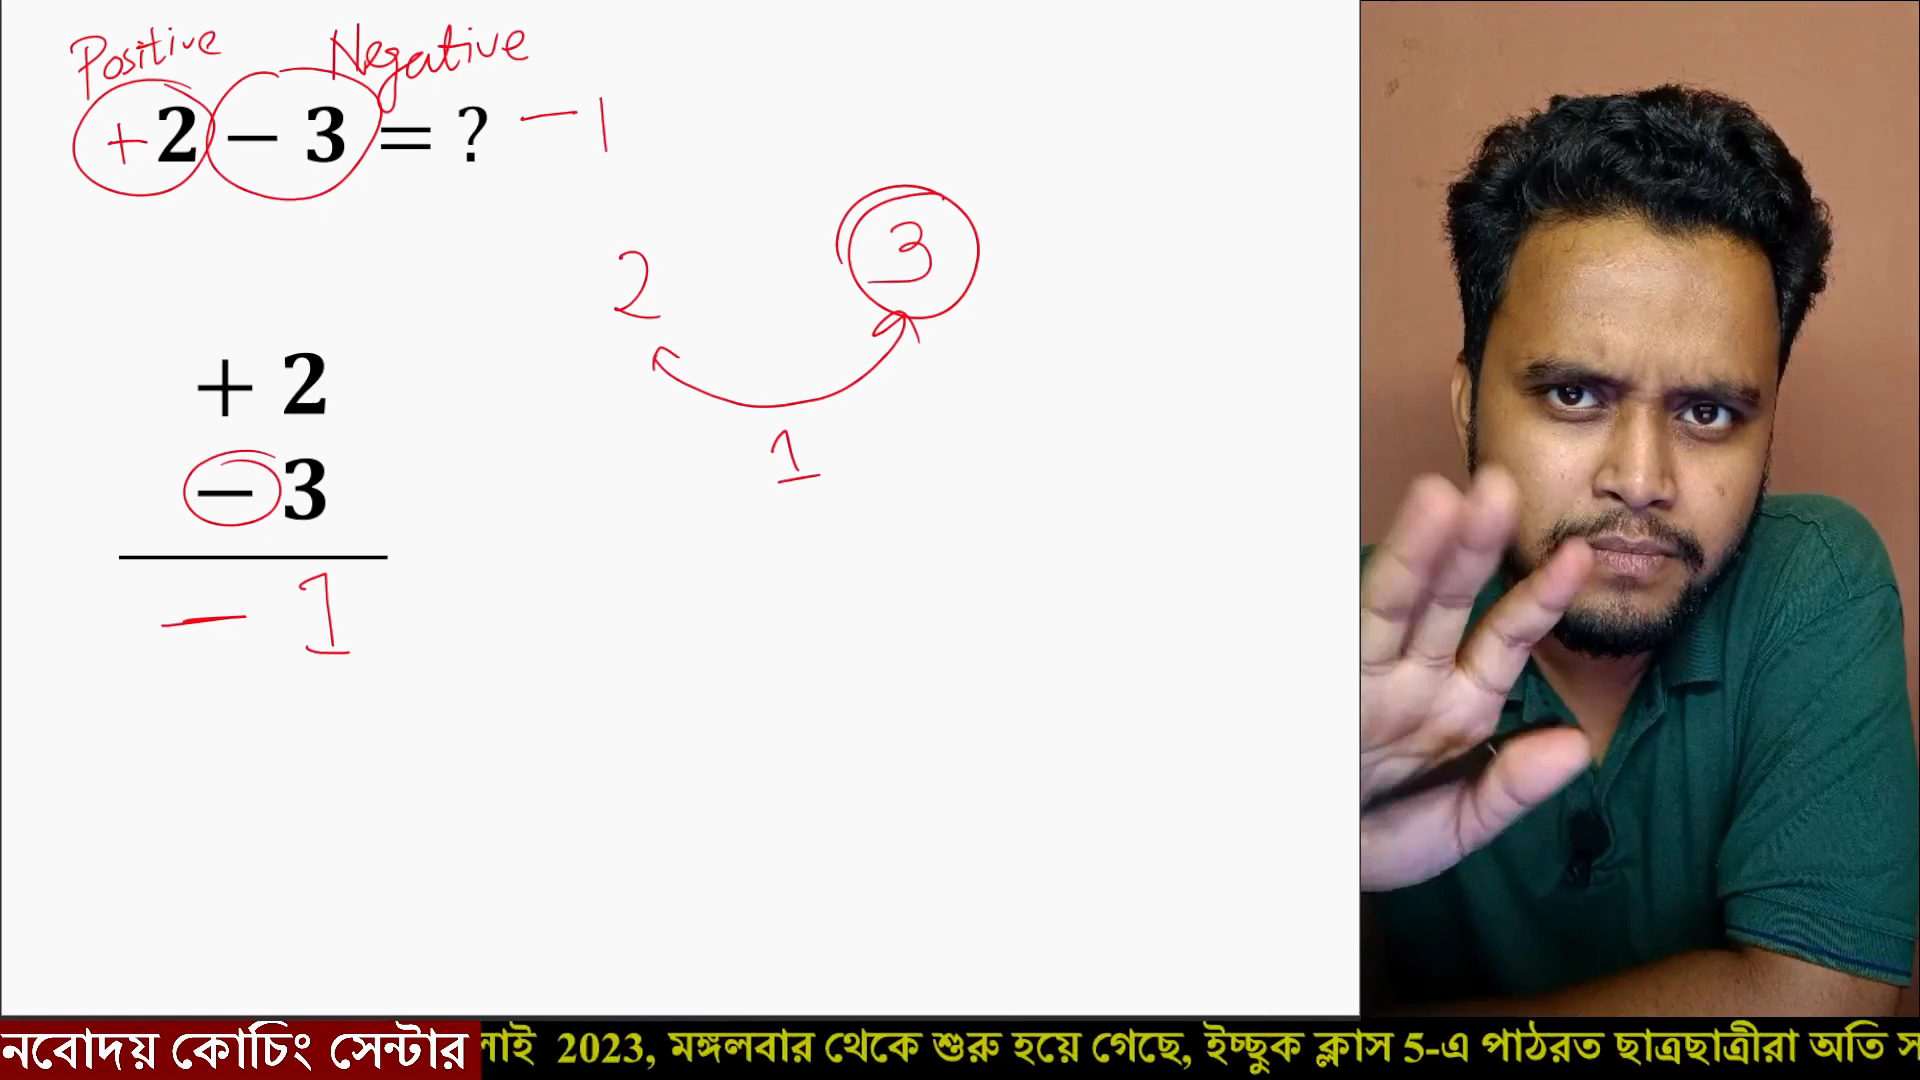 Positive Negative
+2 − 3 = ? −1
2 3
1
+ 2
− 3
− 1
নবোদয় কোচিং সেন্টার
2023, মঙ্গলবার থেকে শুরু হয়ে গেছে, ইচ্ছুক ক্লাস 5-এ পাঠরত ছাত্রছাত্রীরা অতি